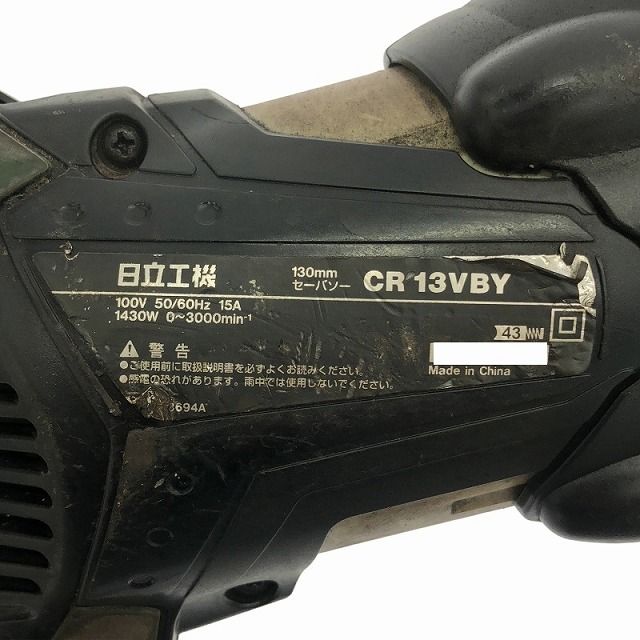 日立工機 130mm セーバソー CR 13VBY
100V 50/60Hz 15A
1430W 0～3000min⁻¹
43
⚠ 警告
●ご使用前に取扱説明書を必ずよくお読みください。
●感電の恐れがあります。雨中では使用しないでください。
Made in China
694A